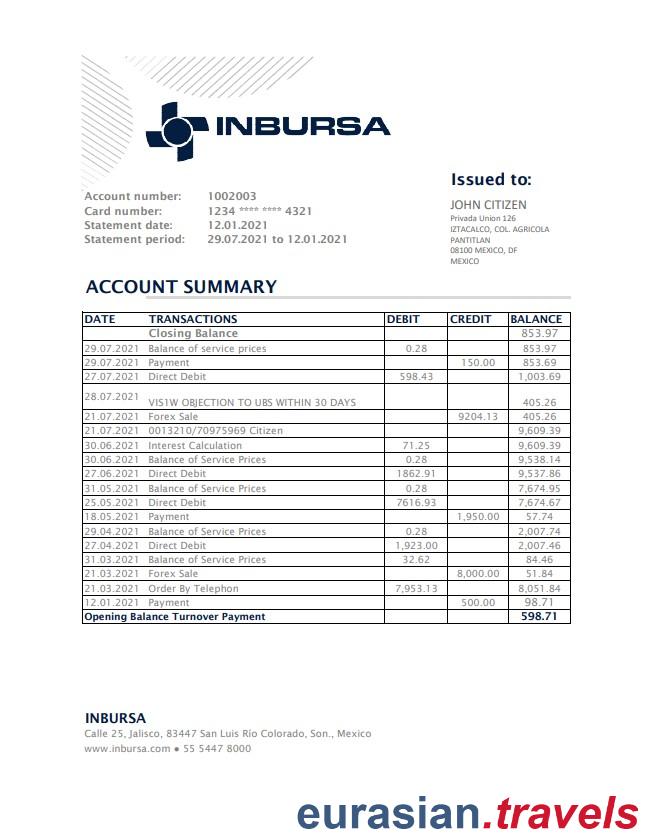 INBURSA
Issued to:
Account number: 1002003
JOHN CITIZEN
Card number: 1234 **** **** 4321
Privada Union 126
Statement date: 12.01.2021
IZTACALCO, COL. AGRICOLA
Statement period: 29.07.2021 to 12.01.2021
PANTITLAN
08100 MEXICO, DF
MEXICO
ACCOUNT SUMMARY
DATE TRANSACTIONS DEBIT CREDIT BALANCE
Closing Balance 853.97
29.07.2021 Balance of service prices 0.28 853.97
29.07.2021 Payment 150.00 853.69
27.07.2021 Direct Debit 598.43 1,003.69
28.07.2021 VIS1W OBJECTION TO UBS WITHIN 30 DAYS 405.26
21.07.2021 Forex Sale 9204.13 405.26
21.07.2021 0013210/70975969 Citizen 9,609.39
30.06.2021 Interest Calculation 71.25 9,609.39
30.06.2021 Balance of Service Prices 0.28 9,538.14
27.06.2021 Direct Debit 1862.91 9,537.86
31.05.2021 Balance of Service Prices 0.28 7,674.95
25.05.2021 Direct Debit 7616.93 7,674.67
18.05.2021 Payment 1,950.00 57.74
29.04.2021 Balance of Service Prices 0.28 2,007.74
27.04.2021 Direct Debit 1,923.00 2,007.46
31.03.2021 Balance of Service Prices 32.62 84.46
21.03.2021 Forex Sale 8,000.00 51.84
21.03.2021 Order By Telephon 7,953.13 8,051.84
12.01.2021 Payment 500.00 98.71
Opening Balance Turnover Payment 598.71
INBURSA
Calle 25, Jalisco, 83447 San Luis Río Colorado, Son., Mexico
www.inbursa.com ● 55 5447 8000
eurasian.travels